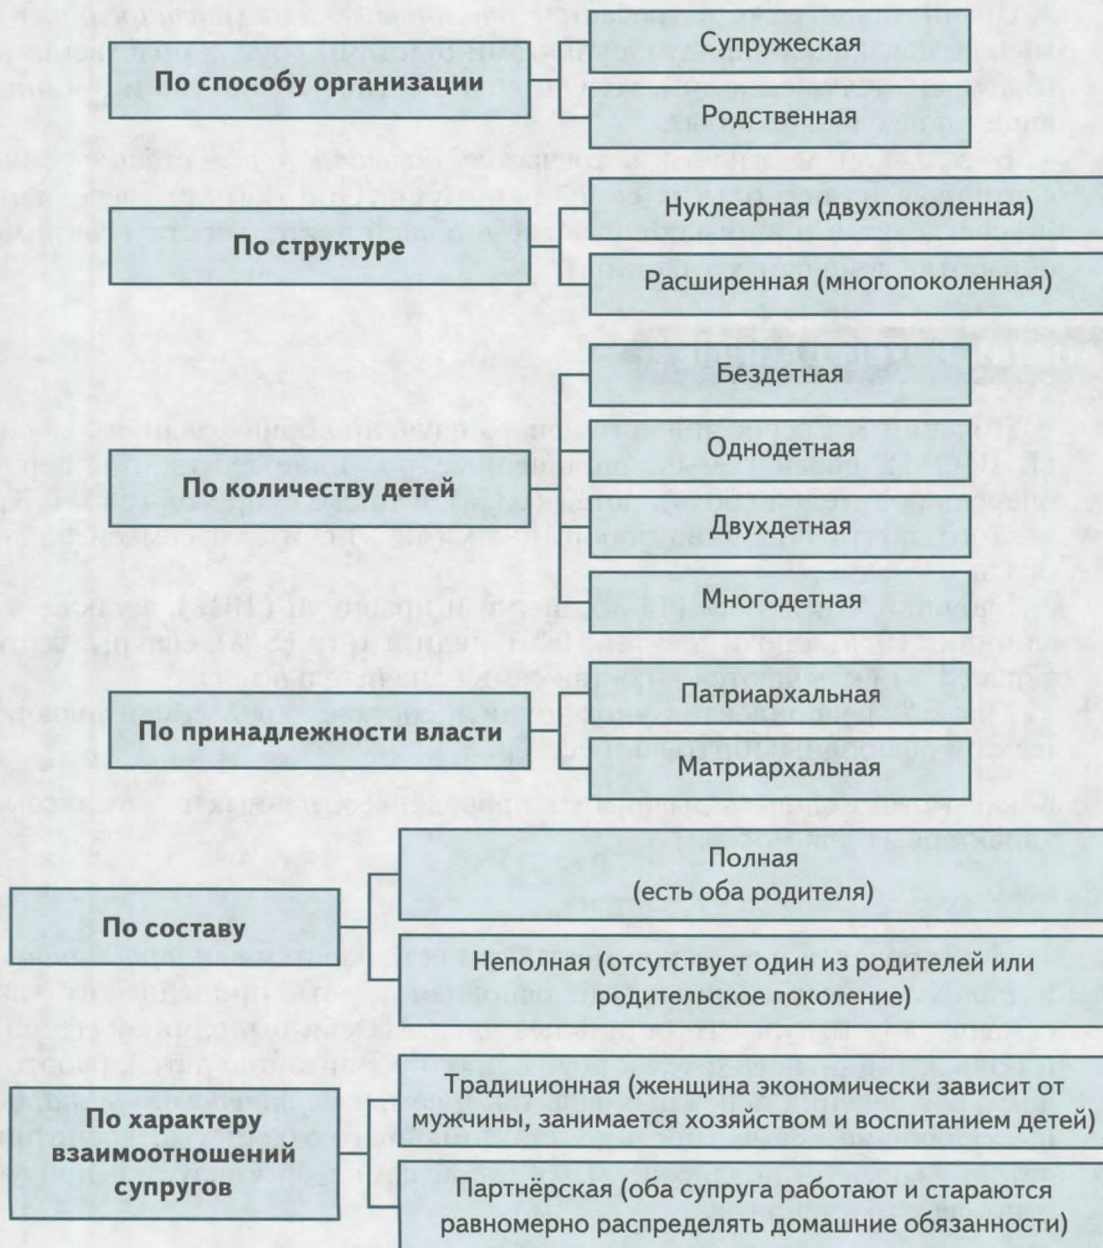 По способу организации
Супружеская
Родственная
По структуре
Нуклеарная (двухпоколенная)
Расширенная (многопоколенная)
По количеству детей
Бездетная
Однодетная
Двухдетная
Многодетная
По принадлежности власти
Патриархальная
Матриархальная
По составу
Полная
(есть оба родителя)
Неполная (отсутствует один из родителей или
родительское поколение)
По характеру
взаимоотношений
супругов
Традиционная (женщина экономически зависит от
мужчины, занимается хозяйством и воспитанием детей)
Партнёрская (оба супруга работают и стараются
равномерно распределять домашние обязанности)